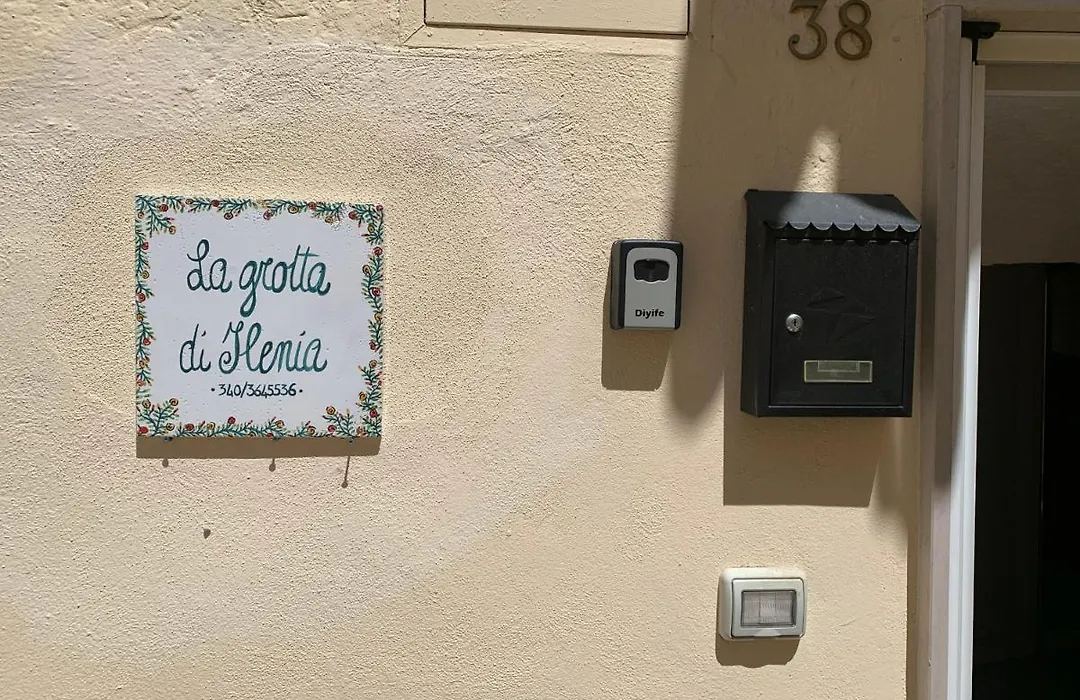 38
La grotta
di Ilenia
• 340/3645536 •
Diyife